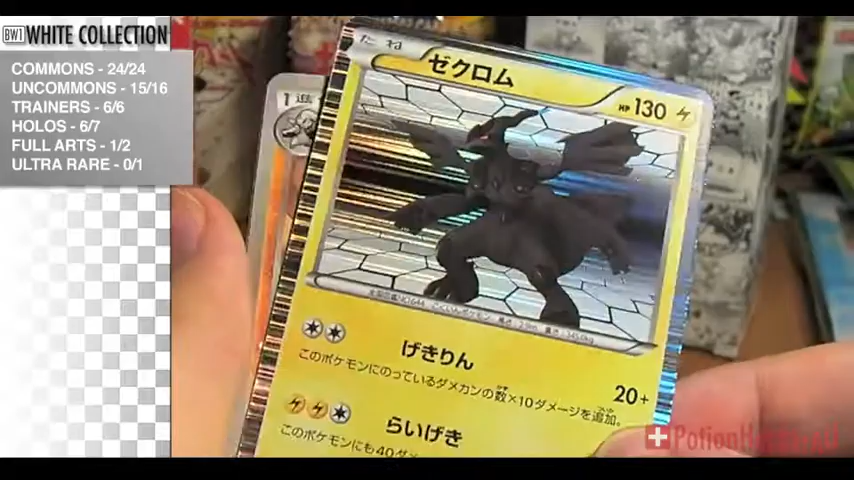 BW1 WHITE COLLECTION
COMMONS - 24/24
UNCOMMONS - 15/16
TRAINERS - 6/6
HOLOS - 6/7
FULL ARTS - 1/2
ULTRA RARE - 0/1
たね
ゼクロム
HP 130
1進
げきりん
20+
このポケモンにのっているダメカンの数×10ダメージを追加。
らいげき
このポケモンにも40ダメ